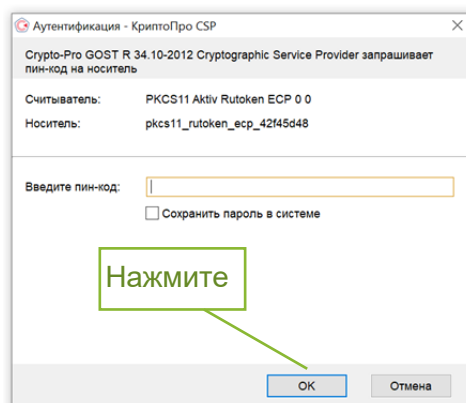 Аутентификация - КриптоПро CSP
Crypto-Pro GOST R 34.10-2012 Cryptographic Service Provider запрашивает
пин-код на носитель
Считыватель: PKCS11 Aktiv Rutoken ECP 0 0
Носитель: pkcs11_rutoken_ecp_42f45d48
Введите пин-код:
Сохранить пароль в системе
Нажмите
OK Отмена